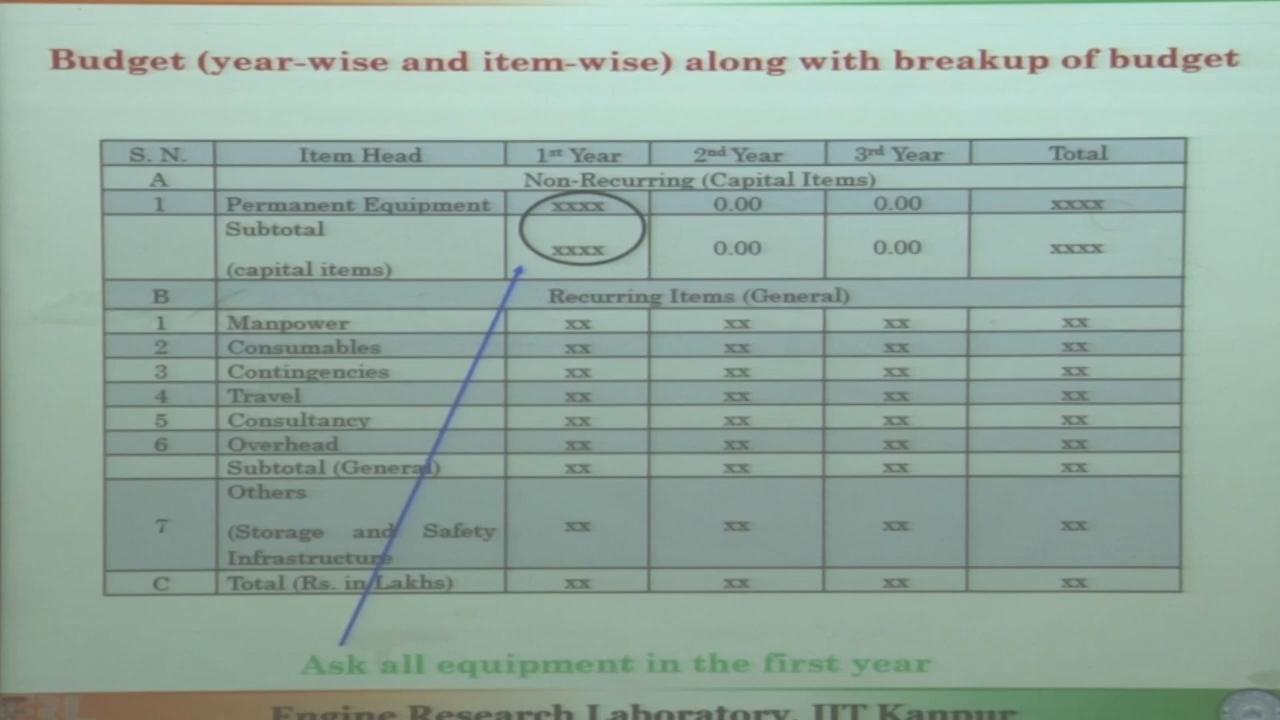 Budget (year-wise and item-wise) along with breakup of budget
S. N. Item Head 1st Year 2nd Year 3rd Year Total
A Non-Recurring (Capital Items)
1 Permanent Equipment xxxx 0.00 0.00 xxxx
Subtotal
(capital items) xxxx 0.00 0.00 xxxx
B Recurring Items (General)
1 Manpower xx xx xx xx
2 Consumables xx xx xx xx
3 Contingencies xx xx xx xx
4 Travel xx xx xx xx
5 Consultancy xx xx xx xx
6 Overhead xx xx xx xx
Subtotal (General) xx xx xx xx
Others
7 (Storage and Safety xx xx xx xx
Infrastructure
C Total (Rs. in Lakhs) xx xx xx xx
Ask all equipment in the first year
Engine Research Laboratory, IIT Kanpur